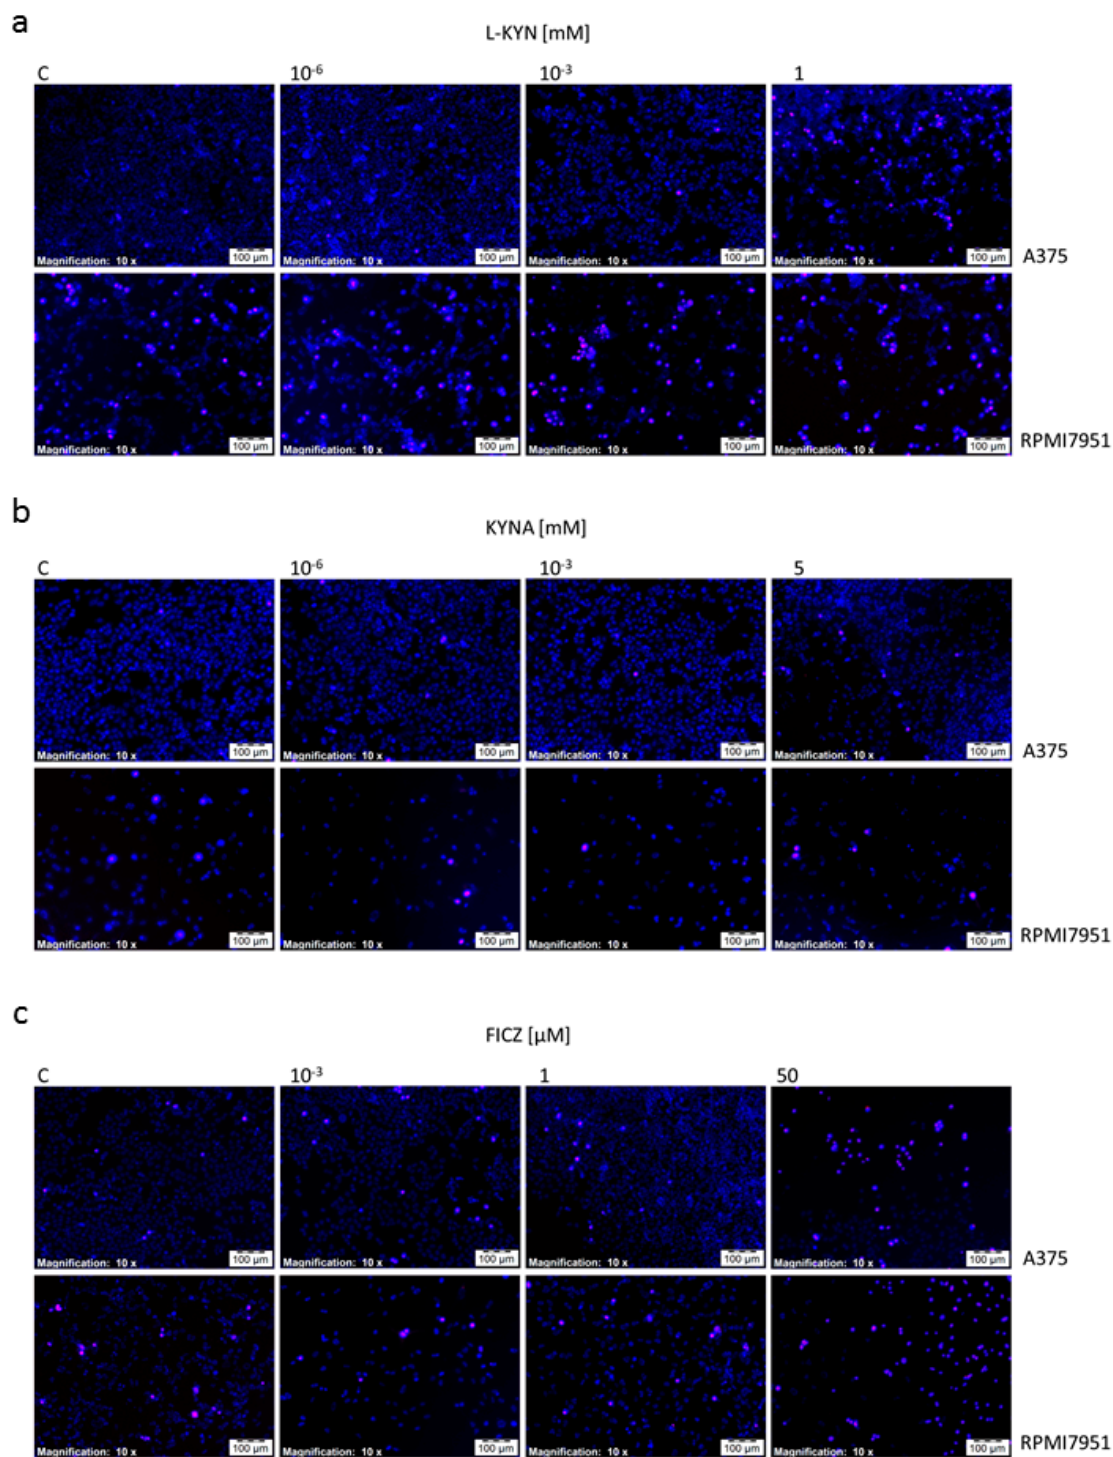 a
L-KYN [mM]
C 10⁻⁶ 10⁻³ 1
Magnification: 10 x 100 µm Magnification: 10 x 100 µm Magnification: 10 x 100 µm Magnification: 10 x 100 µm A375
Magnification: 10 x 100 µm Magnification: 10 x 100 µm Magnification: 10 x 100 µm Magnification: 10 x 100 µm RPMI7951
b
KYNA [mM]
C 10⁻⁶ 10⁻³ 5
Magnification: 10 x 100 µm Magnification: 10 x 100 µm Magnification: 10 x 100 µm Magnification: 10 x 100 µm A375
Magnification: 10 x 100 µm Magnification: 10 x 100 µm Magnification: 10 x 100 µm Magnification: 10 x 100 µm RPMI7951
c
FICZ [µM]
C 10⁻³ 1 50
Magnification: 10 x 100 µm Magnification: 10 x 100 µm Magnification: 10 x 100 µm Magnification: 10 x 100 µm A375
Magnification: 10 x 100 µm Magnification: 10 x 100 µm Magnification: 10 x 100 µm Magnification: 10 x 100 µm RPMI7951